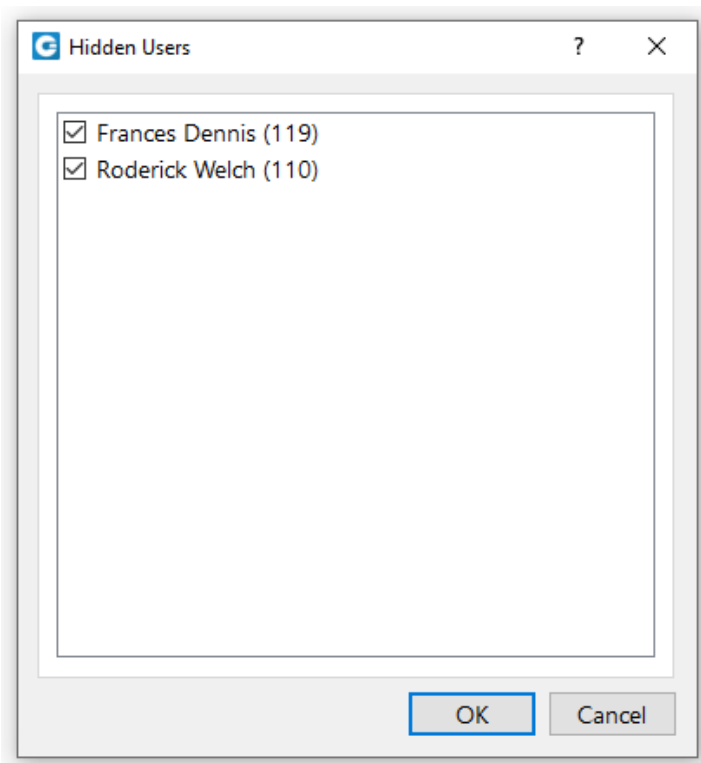 Hidden Users ?
Frances Dennis (119)
Roderick Welch (110)
OK Cancel